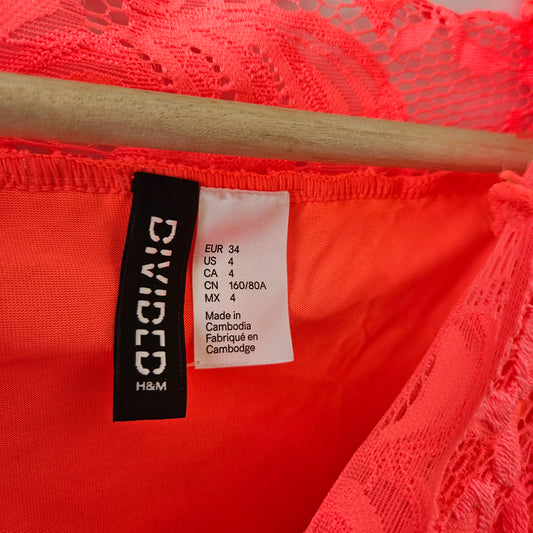 DIVIDED
H&M
EUR 34
US 4
CA 4
CN 160/80A
MX 4
Made in
Cambodia
Fabriqué en
Cambodge